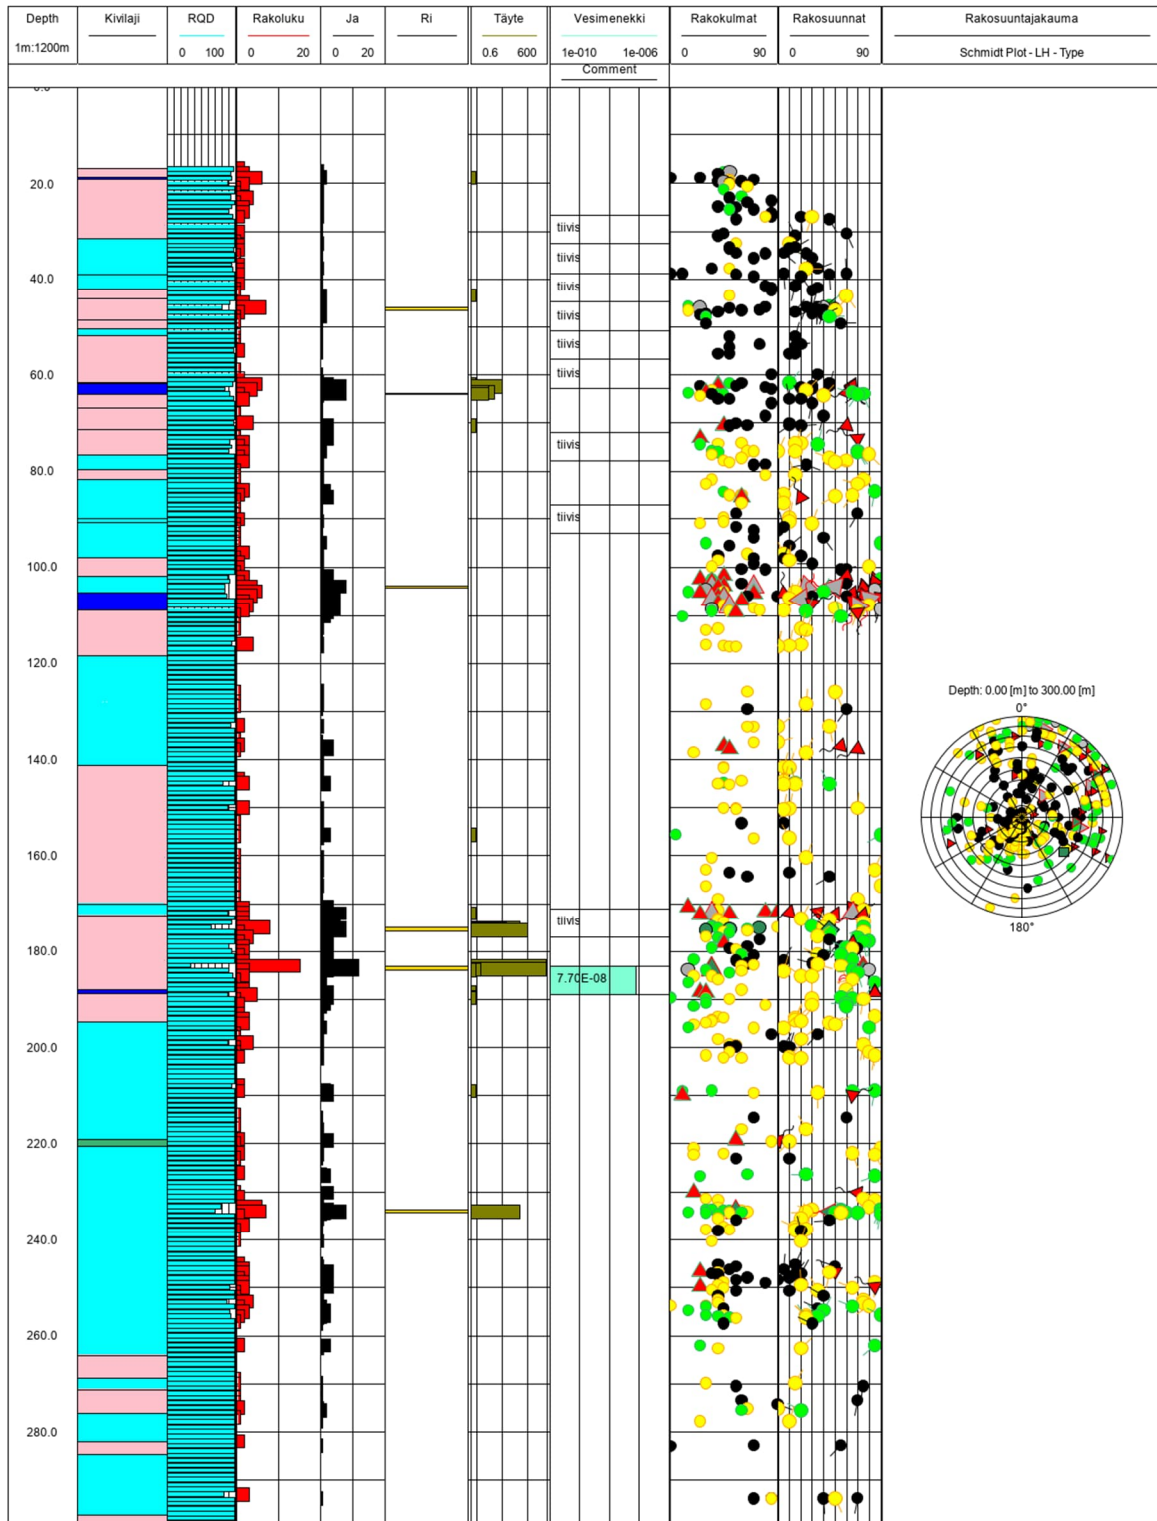 Depth Kivilaji RQD Rakoluku Ja Ri Täyte Vesimenekki Rakokulmat Rakosuunnat Rakosuuntajakauma
1m:1200m 0 100 0 20 0 20 0.6 600 1e-010 1e-006 0 90 0 90 Schmidt Plot - LH - Type
Comment
20.0
tiivis
tiivis
40.0
tiivis
tiivis
tiivis
60.0
tiivis
tiivis
80.0
tiivis
100.0
120.0
Depth: 0.00 [m] to 300.00 [m]
0°
140.0
160.0
tiivis
180°
180.0
7.70E-08
200.0
220.0
240.0
260.0
280.0